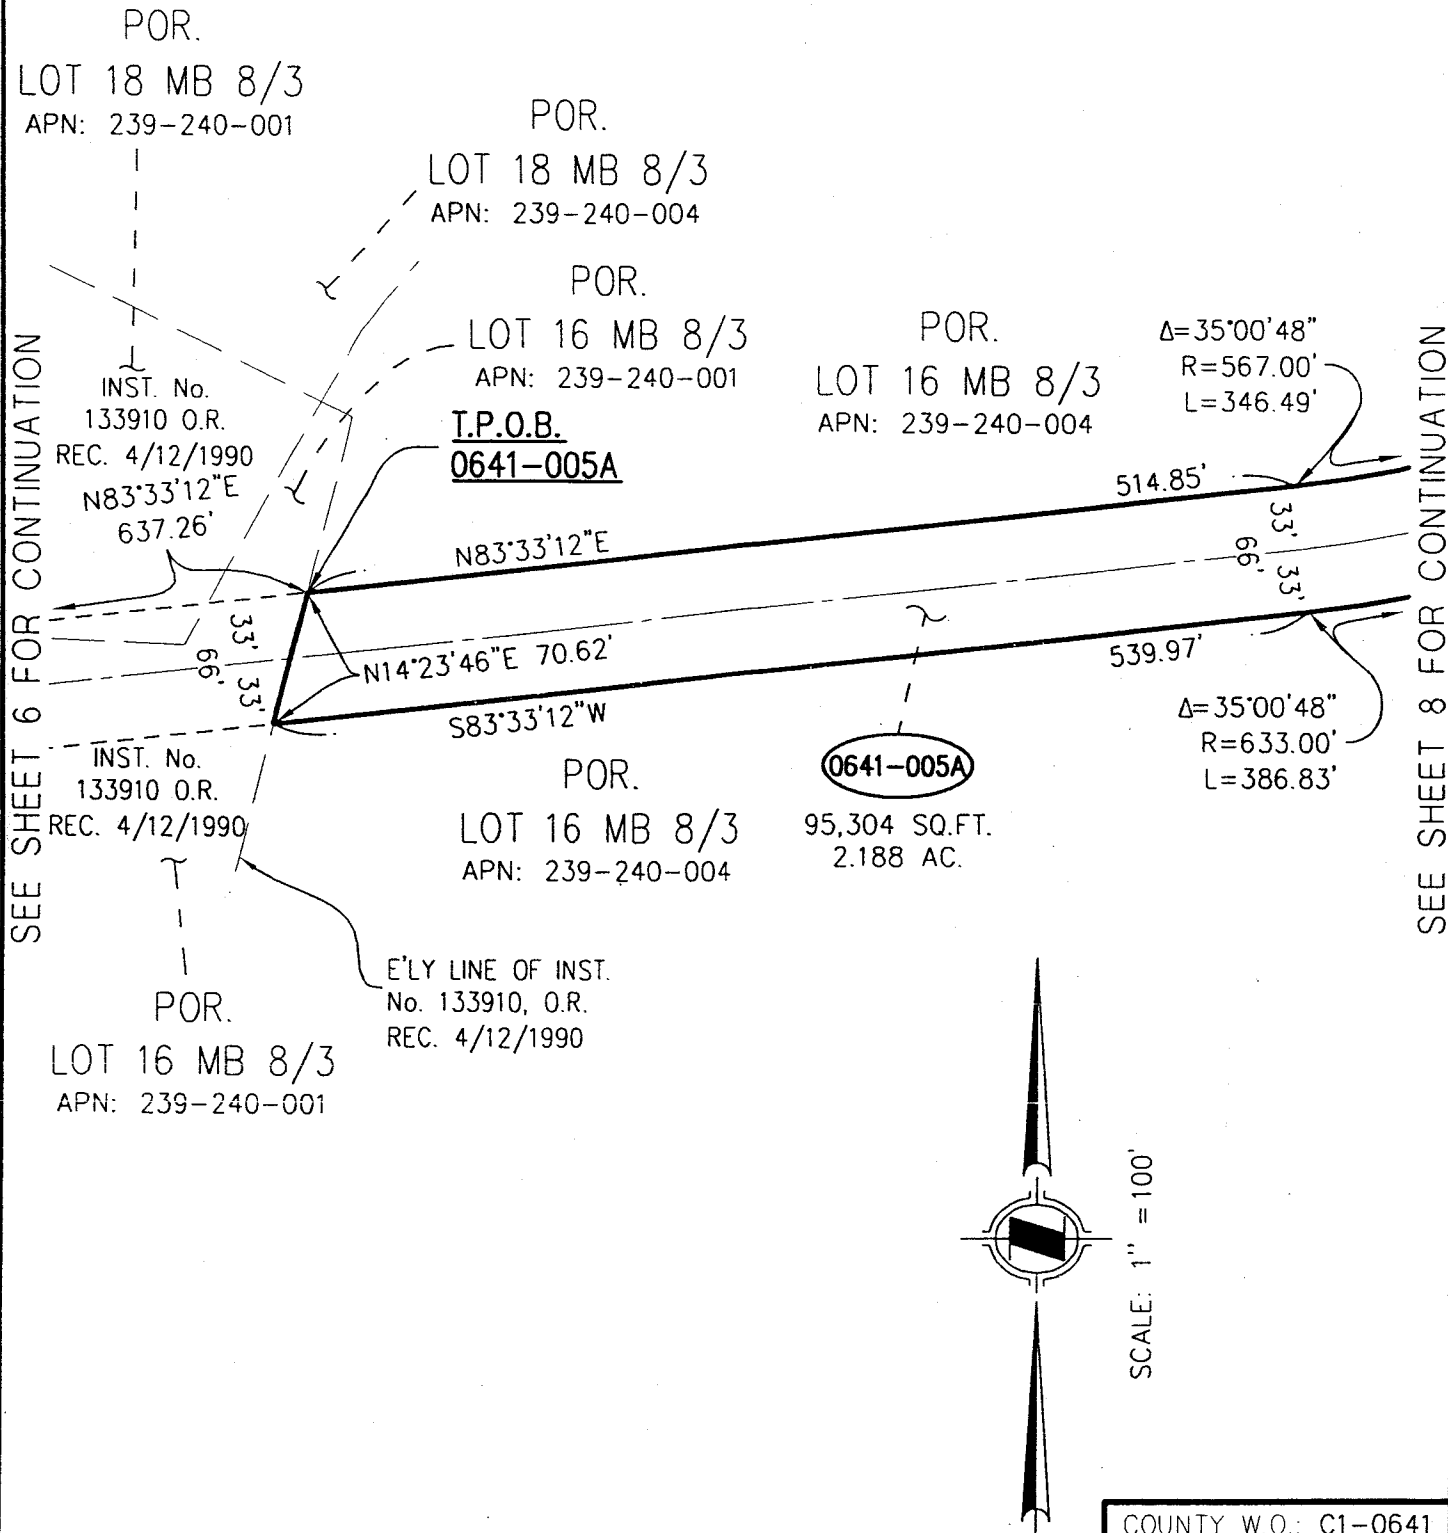 POR.
LOT 18 MB 8/3
APN: 239-240-001
POR.
LOT 18 MB 8/3
APN: 239-240-004
POR.
LOT 16 MB 8/3
APN: 239-240-001
POR.
LOT 16 MB 8/3
APN: 239-240-004
Δ=35°00'48"
R=567.00'
L=346.49'
SEE SHEET 6 FOR CONTINUATION
INST. No.
133910 O.R.
REC. 4/12/1990
N83°33'12"E
637.26'
T.P.O.B.
0641-005A
514.85'
N83°33'12"E
33'
66'
33'
33'
66'
33'
N14°23'46"E 70.62'
539.97'
S83°33'12"W
SEE SHEET 8 FOR CONTINUATION
Δ=35°00'48"
R=633.00'
L=386.83'
INST. No.
133910 O.R.
REC. 4/12/1990
POR.
LOT 16 MB 8/3
APN: 239-240-004
0641-005A
95,304 SQ.FT.
2.188 AC.
E'LY LINE OF INST.
No. 133910, O.R.
REC. 4/12/1990
POR.
LOT 16 MB 8/3
APN: 239-240-001
SCALE: 1" =100'
COUNTY W.O.: C1-0641